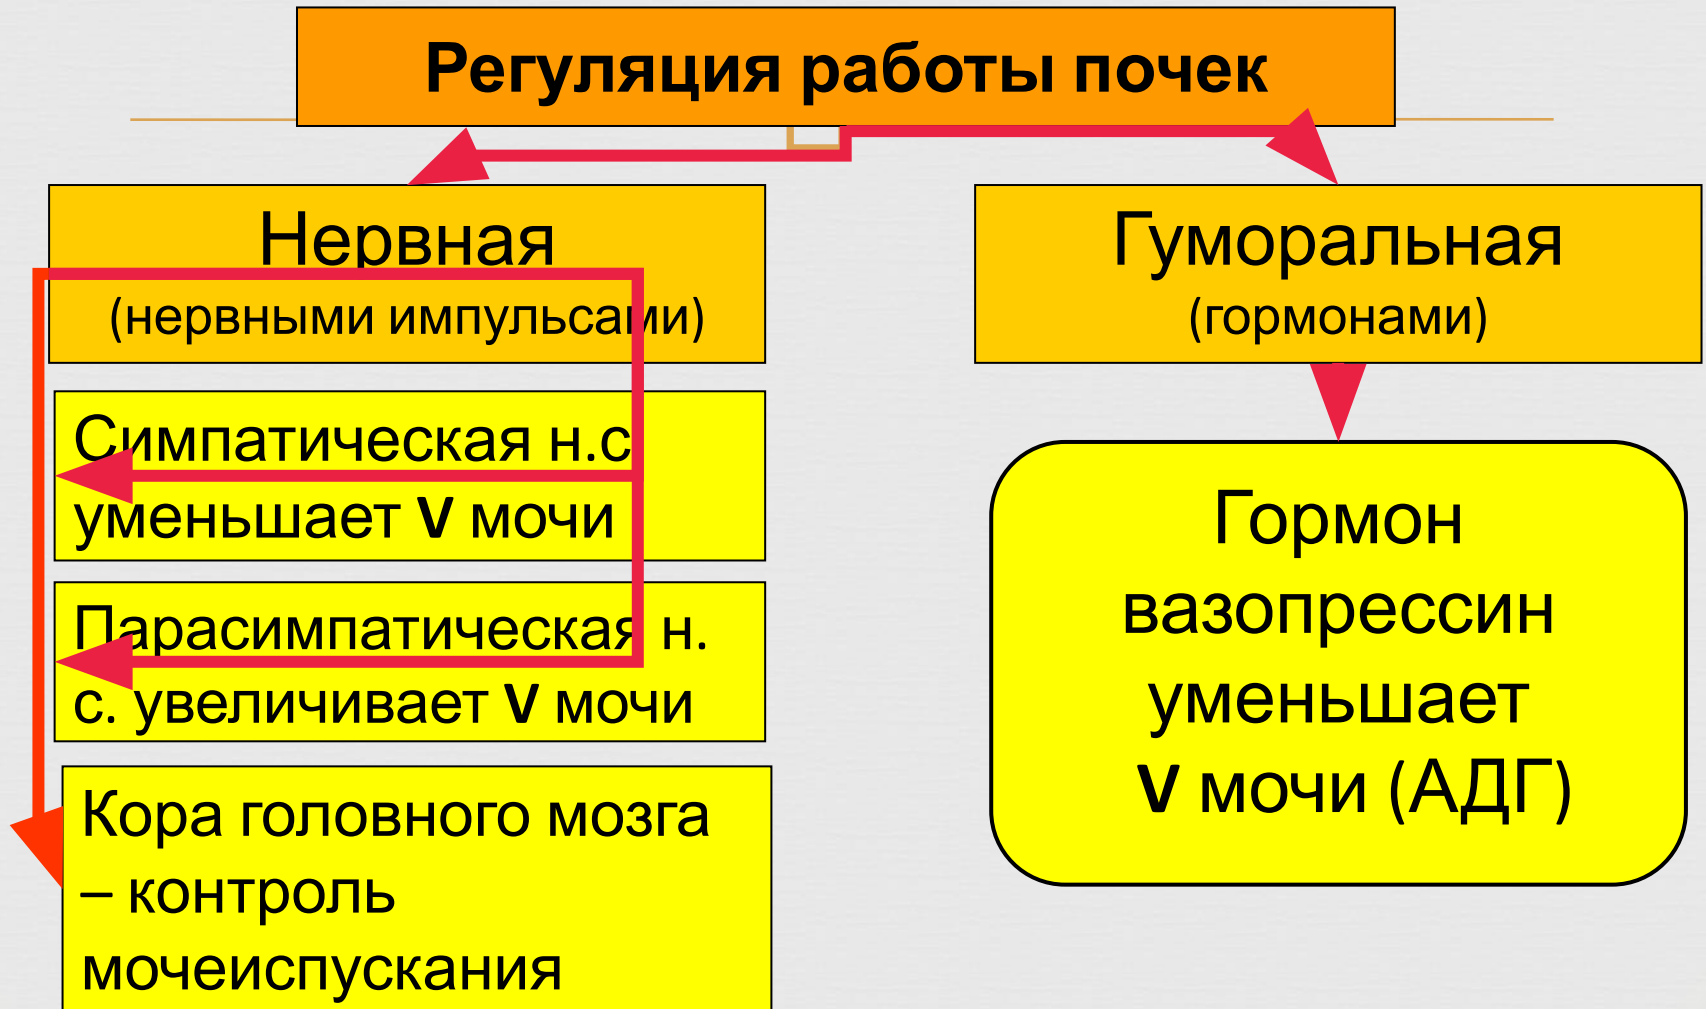 Регуляция работы почек
Нервная
(нервными импульсами)
Симпатическая н.с
уменьшает V мочи
Парасимпатическая н.
с. увеличивает V мочи
Кора головного мозга
– контроль
мочеиспускания
Гуморальная
(гормонами)
Гормон
вазопрессин
уменьшает
V мочи (АДГ)